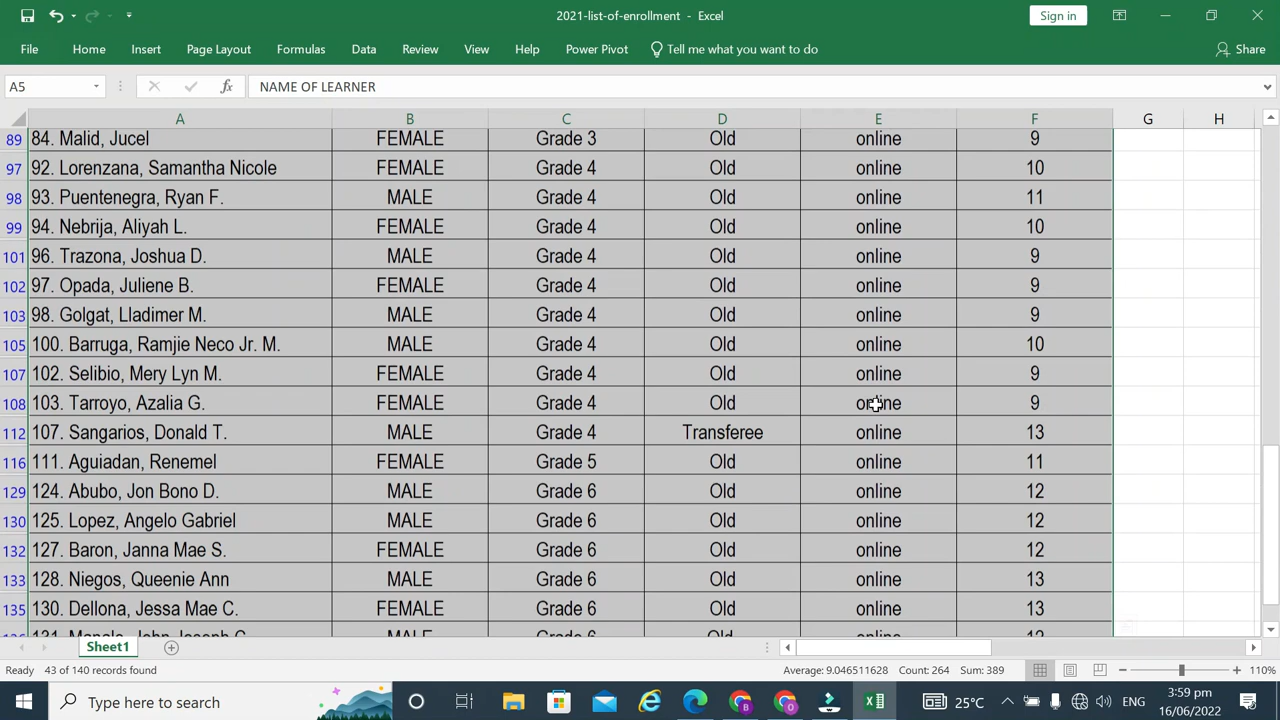 2021-list-of-enrollment - Excel
Sign in
File Home Insert Page Layout Formulas Data Review View Help Power Pivot Tell me what you want to do Share
A5 fx NAME OF LEARNER
A B C D E F G H
89 84. Malid, Jucel FEMALE Grade 3 Old online 9
97 92. Lorenzana, Samantha Nicole FEMALE Grade 4 Old online 10
98 93. Puentenegra, Ryan F. MALE Grade 4 Old online 11
99 94. Nebrija, Aliyah L. FEMALE Grade 4 Old online 10
101 96. Trazona, Joshua D. MALE Grade 4 Old online 9
102 97. Opada, Juliene B. FEMALE Grade 4 Old online 9
103 98. Golgat, Lladimer M. MALE Grade 4 Old online 9
105 100. Barruga, Ramjie Neco Jr. M. MALE Grade 4 Old online 10
107 102. Selibio, Mery Lyn M. FEMALE Grade 4 Old online 9
108 103. Tarroyo, Azalia G. FEMALE Grade 4 Old online 9
112 107. Sangarios, Donald T. MALE Grade 4 Transferee online 13
116 111. Aguiadan, Renemel FEMALE Grade 5 Old online 11
129 124. Abubo, Jon Bono D. MALE Grade 6 Old online 12
130 125. Lopez, Angelo Gabriel MALE Grade 6 Old online 12
132 127. Baron, Janna Mae S. FEMALE Grade 6 Old online 12
133 128. Niegos, Queenie Ann MALE Grade 6 Old online 13
135 130. Dellona, Jessa Mae C. FEMALE Grade 6 Old online 13
136 131. John Joseph MALE Grade 6 Old online 12
Sheet1
Ready 43 of 140 records found Average: 9.046511628 Count: 264 Sum: 389 110%
Type here to search 25°C ENG 3:59 pm
16/06/2022